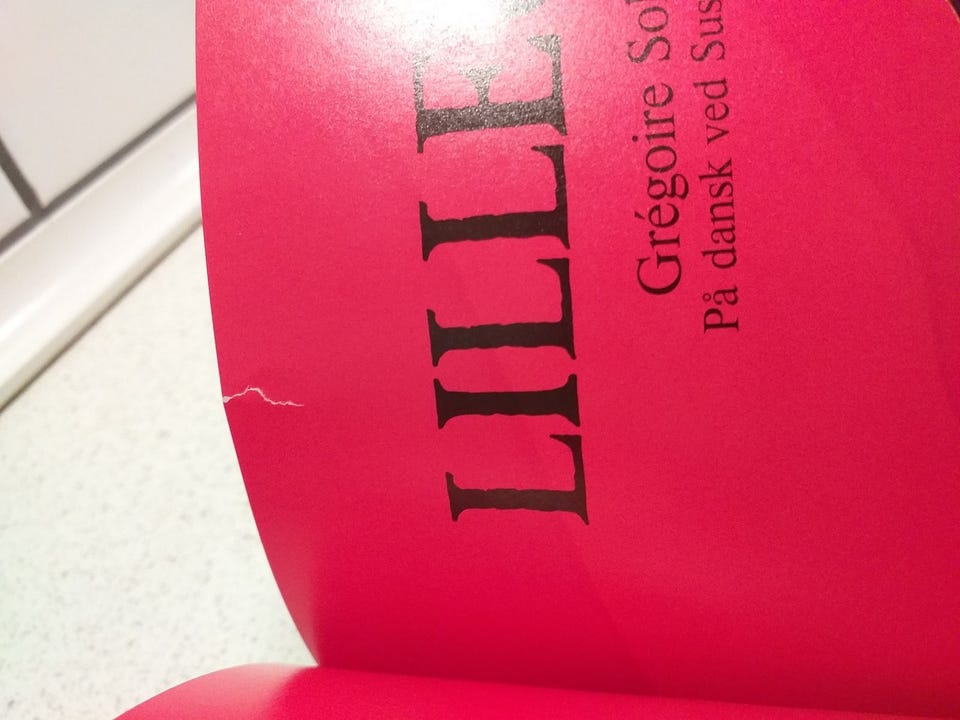 LILLE
Grégoire
På dansk ved